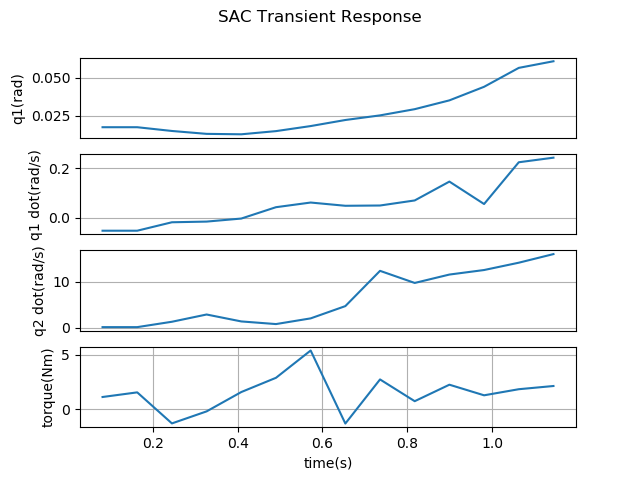 SAC Transient Response
q1(rad)
0.050
0.025
q1 dot(rad/s)
0.2
0.0
q2 dot(rad/s)
10
0
torque(Nm)
5
0
0.2 0.4 0.6 0.8 1.0
time(s)